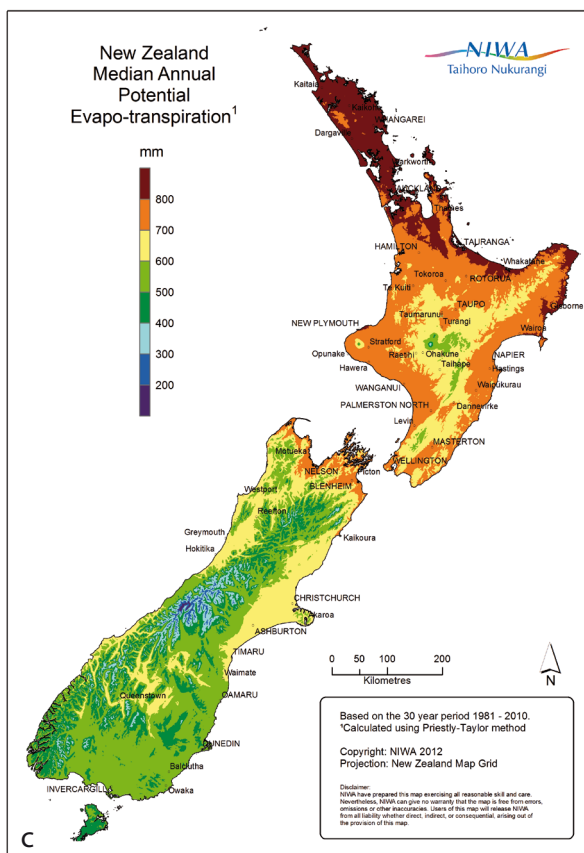 New Zealand
Median Annual
Potential
Evapo-transpiration¹
NIWA
Taihoro Nukurangi
mm
800
700
600
500
400
300
200
Kaitaia
Kaikohe
WHANGAREI
Dargaville
Warkworth
AUCKLAND
Thames
HAMILTON
TAURANGA
Whakatane
Tokoroa
ROTORUA
Te Kuiti
Gisborne
TAUPO
Taumarunui
Turangi
NEW PLYMOUTH
Wairoa
Stratford
Opunake
Raethi
Ohakune
NAPIER
Taihape
Hawera
Hastings
WANGANUI
Waipukurau
PALMERSTON NORTH
Dannevirke
Levin
MASTERTON
WELLINGTON
Motueka
NELSON
Picton
BLENHEIM
Westport
Reefton
Greymouth
Kaikoura
Hokitika
CHRISTCHURCH
Akaroa
ASHBURTON
TIMARU
Waimate
Queenstown
OAMARU
DUNEDIN
Balclutha
INVERCARGILL
Owaka
0 50 100 200
Kilometres
N
Based on the 30 year period 1981 - 2010.
¹Calculated using Priestly-Taylor method
Copyright: NIWA 2012
Projection: New Zealand Map Grid
Disclaimer:
NIWA have prepared this map exercising all reasonable skill and care.
Nevertheless, NIWA can give no warranty that the map is free from errors,
omissions or other inaccuracies. Users of this map will release NIWA
from all liability whether direct, indirect, or consequential, arising out of
the provision of this map.
C